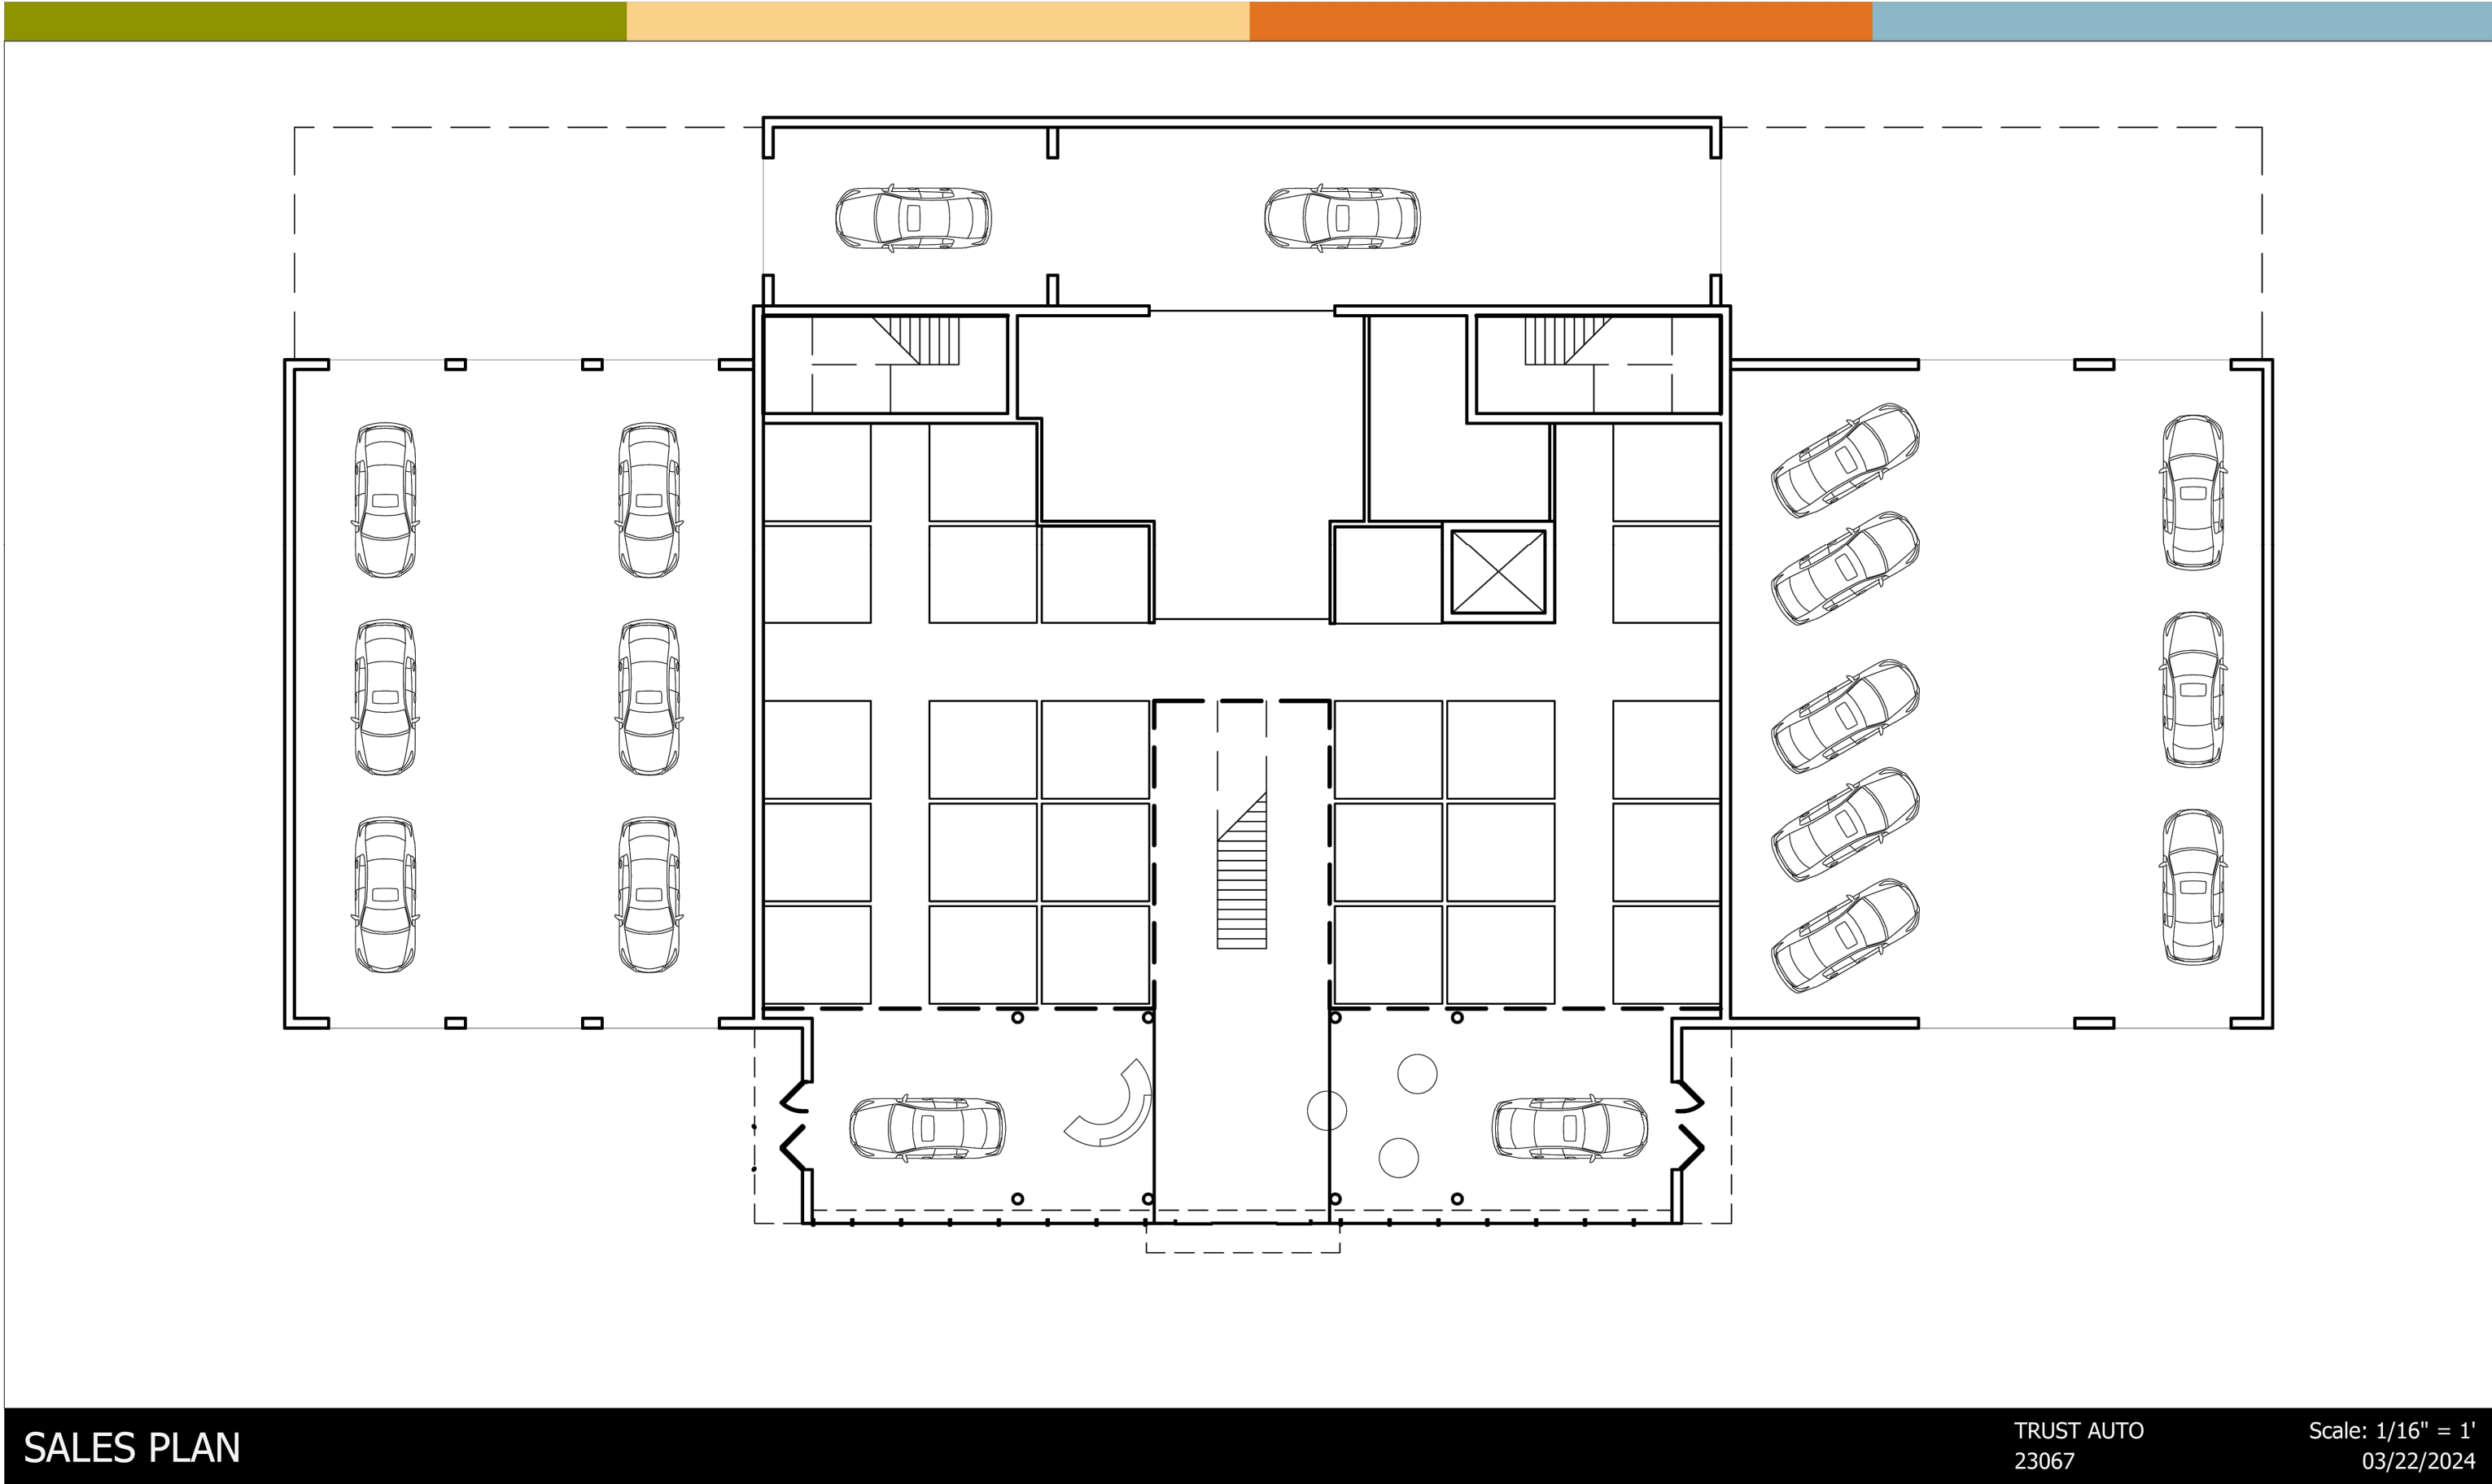 SALES PLAN
TRUST AUTO
23067
Scale: 1/16" = 1'
03/22/2024